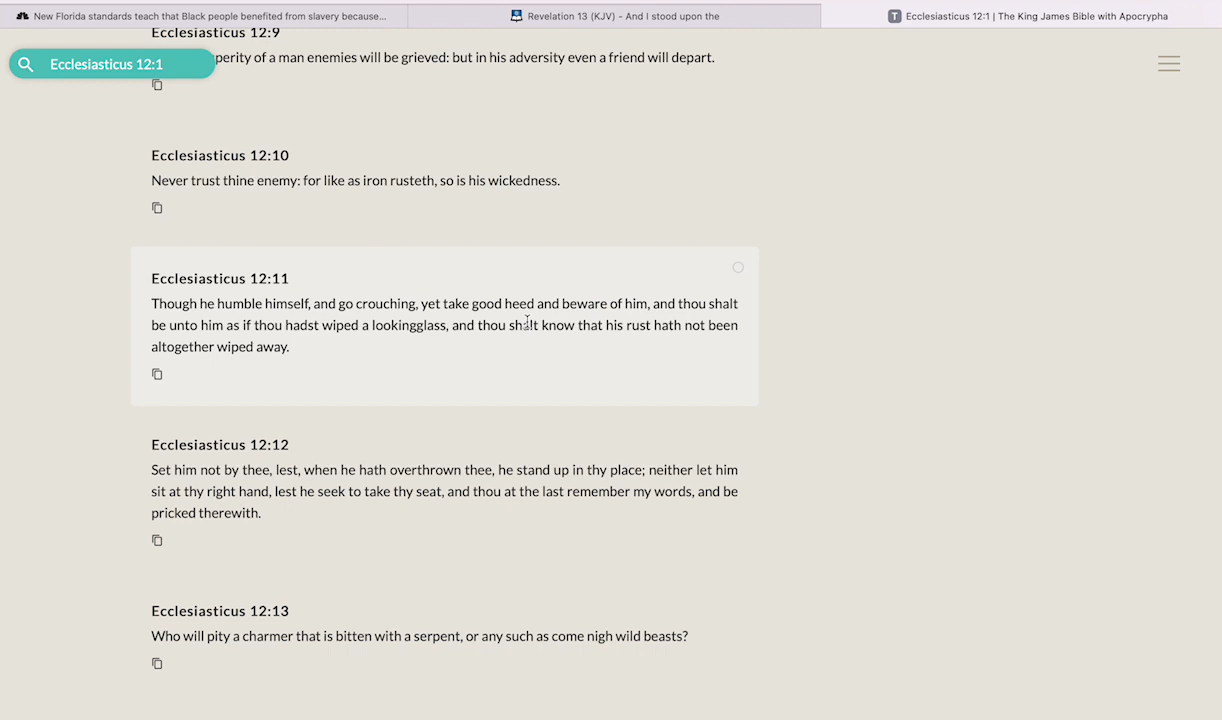 New Florida standards teach that Black people benefited from slavery because...
Revelation 13 (KJV) - And I stood upon the
T Ecclesiasticus 12:1 | The King James Bible with Apocrypha
Ecclesiasticus 12:9
Ecclesiasticus 12:1
perity of a man enemies will be grieved: but in his adversity even a friend will depart.
Ecclesiasticus 12:10
Never trust thine enemy: for like as iron rusteth, so is his wickedness.
Ecclesiasticus 12:11
Though he humble himself, and go crouching, yet take good heed and beware of him, and thou shalt
be unto him as if thou hadst wiped a lookingglass, and thou shalt know that his rust hath not been
altogether wiped away.
Ecclesiasticus 12:12
Set him not by thee, lest, when he hath overthrown thee, he stand up in thy place; neither let him
sit at thy right hand, lest he seek to take thy seat, and thou at the last remember my words, and be
pricked therewith.
Ecclesiasticus 12:13
Who will pity a charmer that is bitten with a serpent, or any such as come nigh wild beasts?